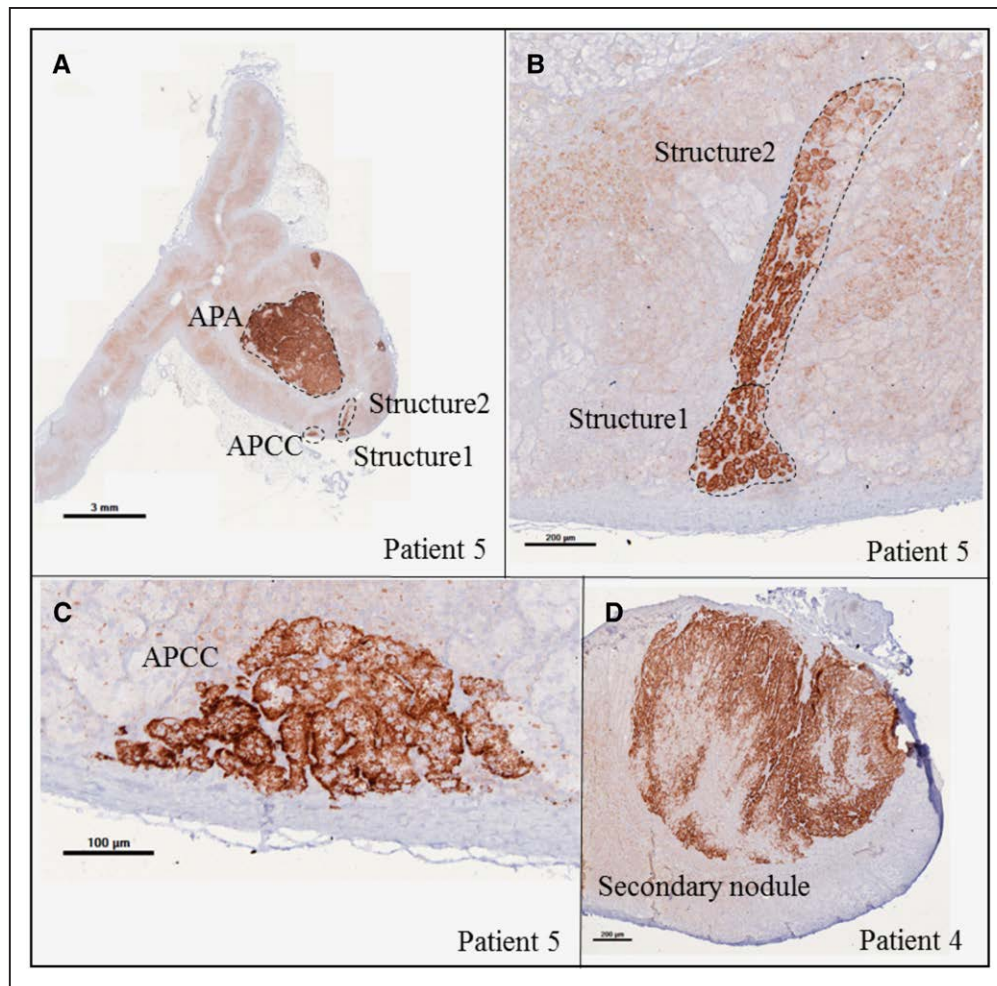 A
APA
Structure2
APCC
Structure1
3 mm
Patient 5
B
Structure2
Structure1
200 µm
Patient 5
C
APCC
100 µm
Patient 5
D
Secondary nodule
200 µm
Patient 4